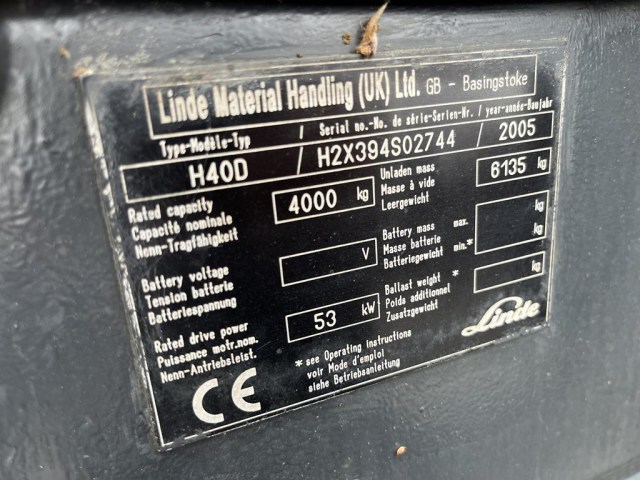 Linde Material Handling (UK) Ltd. GB - Basingstoke
Type-Modèle-Typ / Serial no.-No. de série-Serien-Nr. / year-année-Baujahr
H40D / H2X394S02744 / 2005
Rated capacity
Capacité nominale
Nenn-Tragfähigkeit
4000 kg
Unladen mass
Masse à vide
Leergewicht
6135 kg
Battery voltage
Tension batterie
Batteriespannung
V
Battery mass max.
Masse batterie
Batteriegewicht min.*
kg
kg
Rated drive power
Puissance motr.nom.
Nenn-Antriebsleist.
53 kW
Ballast weight *
Poids additionnel
Zusatzgewicht
kg
* see Operating instructions
voir Mode d'emploi
siehe Betriebsanleitung
CE
Linde